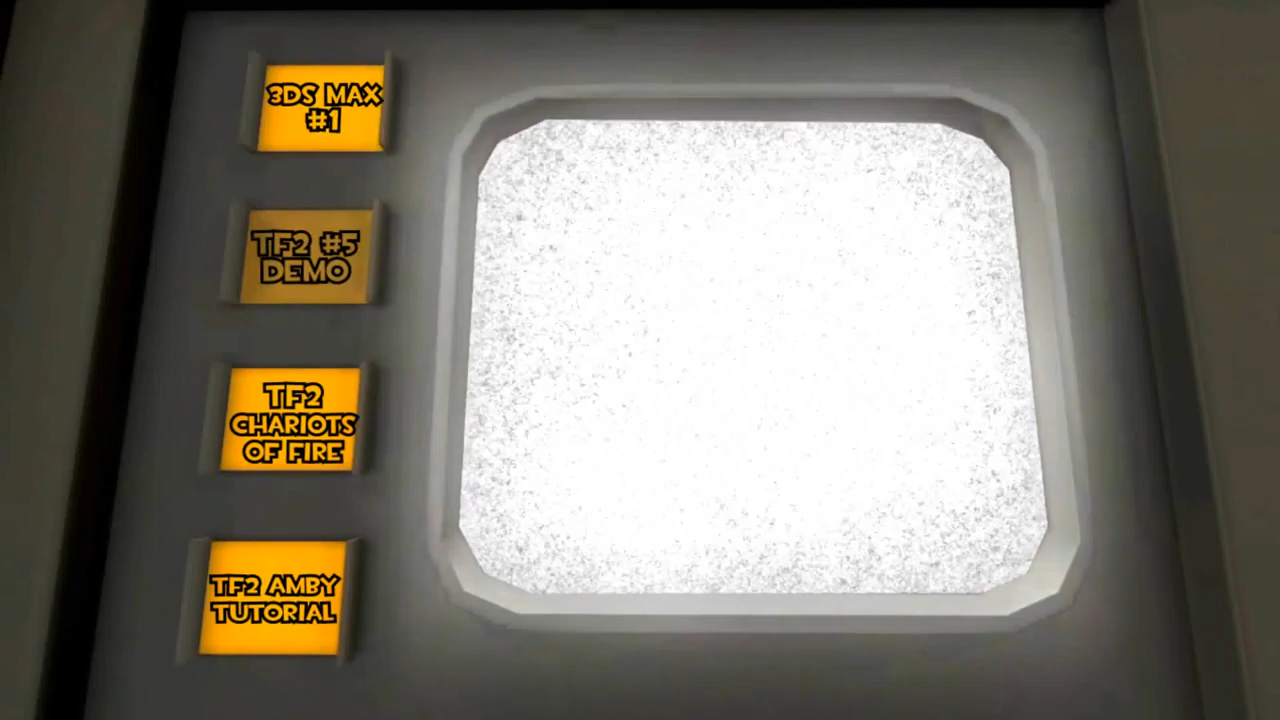 3DS MAX
#1
TF2 #5
DEMO
TF2
CHARIOTS
OF FIRE
TF2 AMBY
TUTORIAL